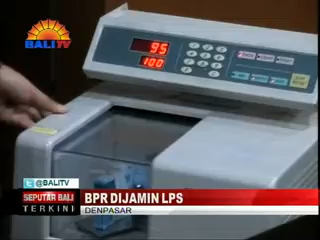 BALITV
95
100
@BALITV
SEPUTAR BALI
TERKINI
BPR DIJAMIN LPS
DENPASAR